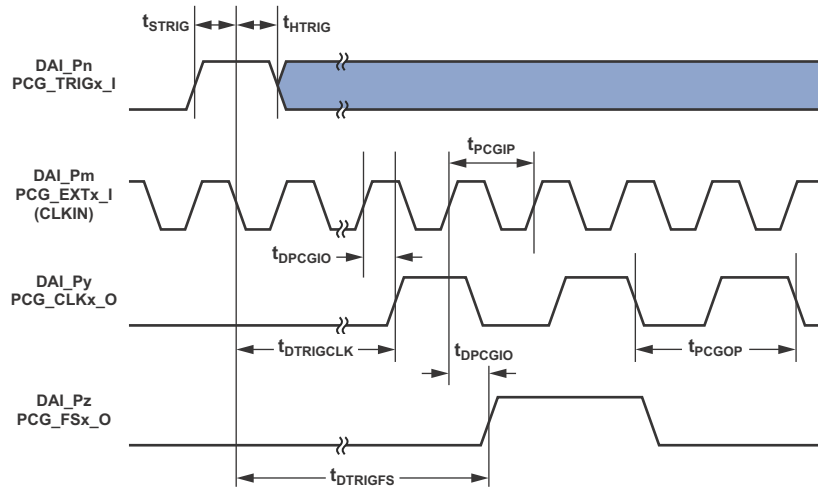 tSTRIG
tHTRIG
DAI_Pn
PCG_TRIGx_I
tPCGIP
DAI_Pm
PCG_EXTx_I
(CLKIN)
tDPCGIO
DAI_Py
PCG_CLKx_O
tDTRIGCLK
tDPCGIO
tPCGOP
DAI_Pz
PCG_FSx_O
tDTRIGFS